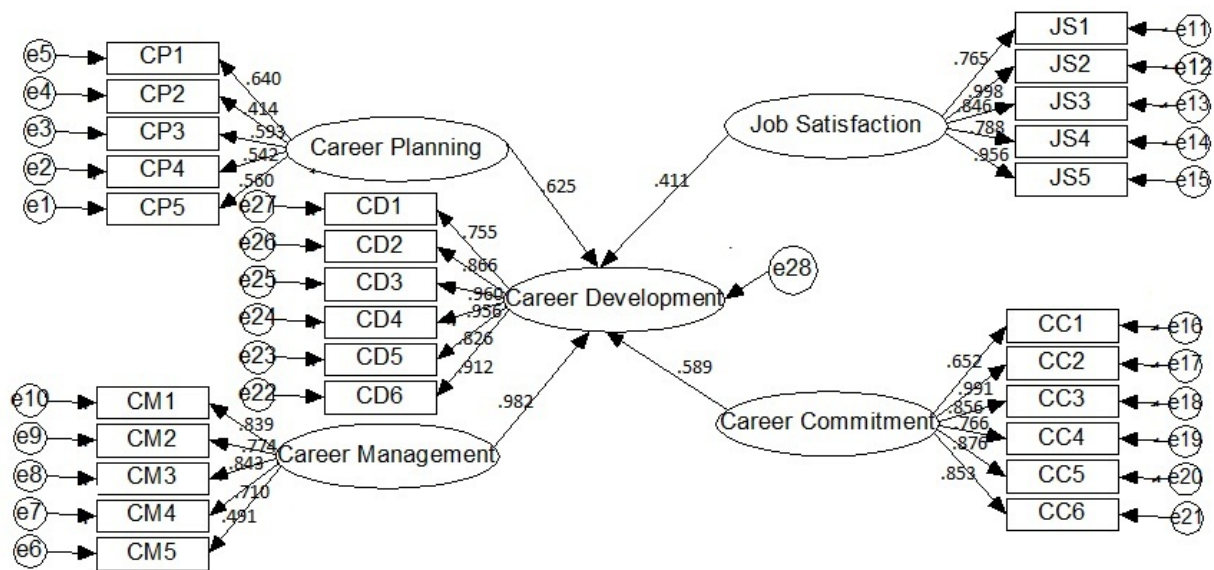 e5
CP1
.640
e4
CP2
.414
e3
CP3
.593
e2
CP4
.542
e1
CP5
.560
Career Planning
.625
Job Satisfaction
.411
JS1
e11
.765
JS2
e12
.998
JS3
e13
.846
JS4
e14
.788
JS5
e15
.956
e27
CD1
.755
e26
CD2
.866
e25
CD3
.960
e24
CD4
.956
e23
CD5
.826
e22
CD6
.912
Career Development
e28
e10
CM1
.839
e9
CM2
.774
e8
CM3
.843
e7
CM4
.710
e6
CM5
.491
Career Management
.982
Career Commitment
.589
CC1
e16
.652
CC2
e17
.991
CC3
e18
.856
CC4
e19
.766
CC5
e20
.876
CC6
e21
.853